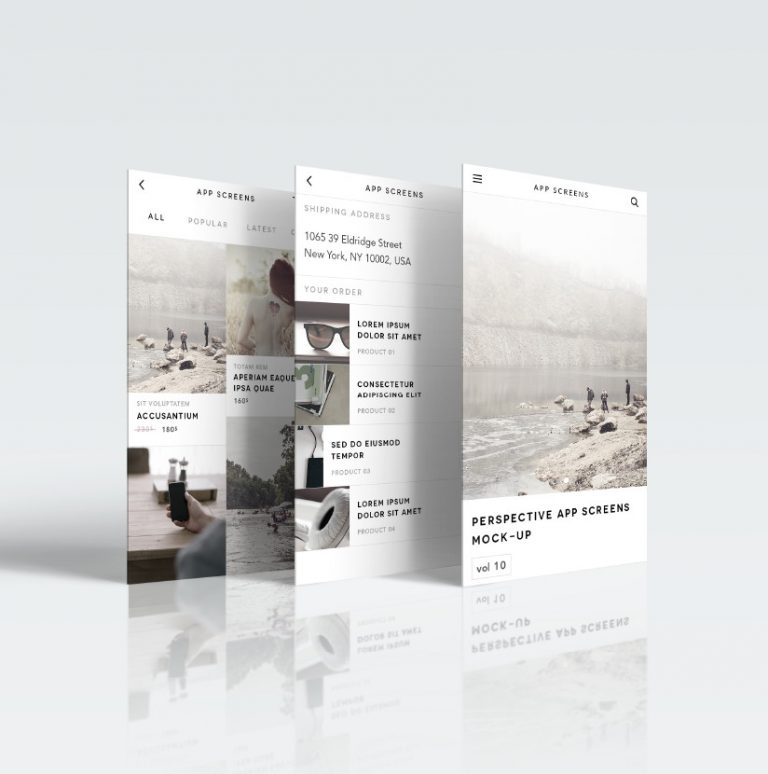 APP SCREENS
ALL POPULAR LATEST
SIT VOLUPTATEM
ACCUSANTIUM
230$ 180$
TOTAM REM
APERIAM EAQUE
IPSA QUAE
160$
APP SCREENS
SHIPPING ADDRESS
1065 39 Eldridge Street
New York, NY 10002, USA
YOUR ORDER
LOREM IPSUM
DOLOR SIT AMET
PRODUCT 01
CONSECTETUR
ADIPISCING ELIT
PRODUCT 02
SED DO EIUSMOD
TEMPOR
PRODUCT 03
LOREM IPSUM
DOLOR SIT AMET
PRODUCT 04
APP SCREENS
PERSPECTIVE APP SCREENS
MOCK-UP
vol 10